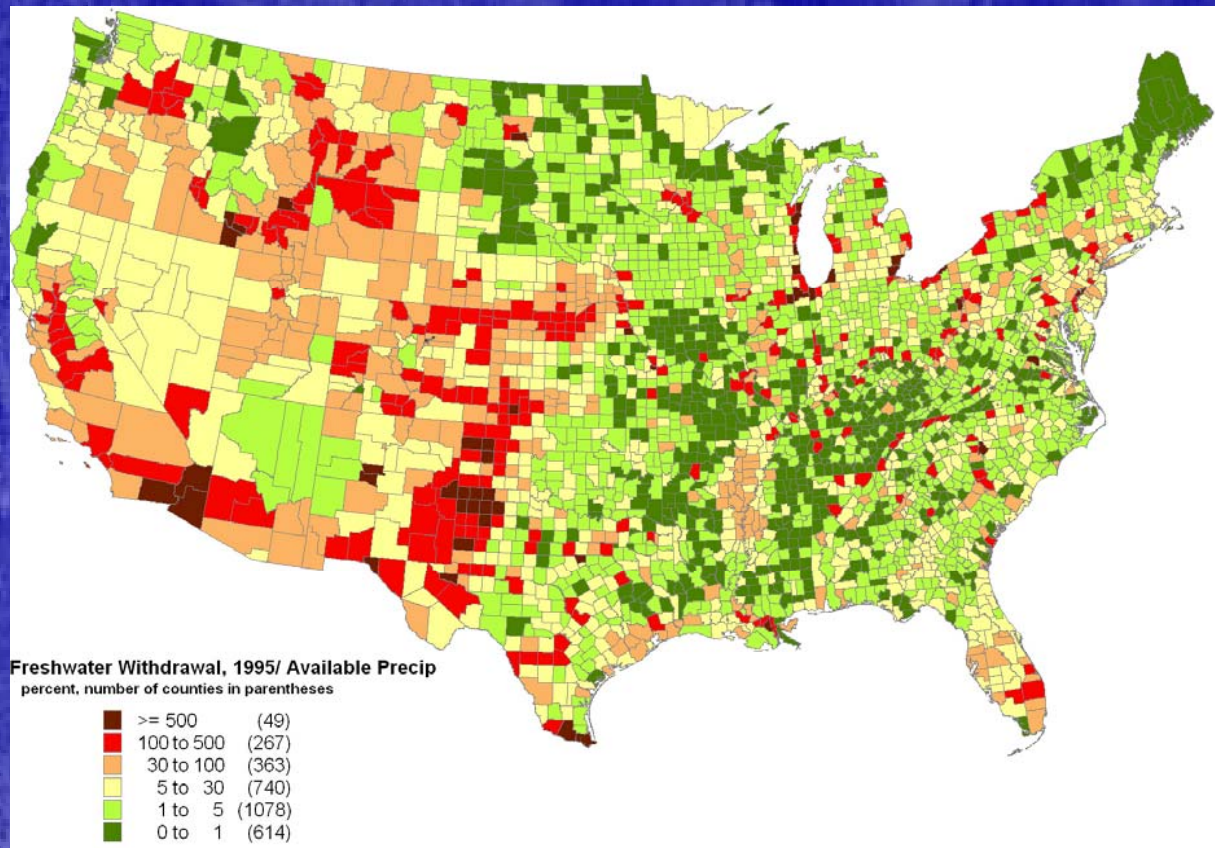 Freshwater Withdrawal, 1995/ Available Precip
percent, number of counties in parentheses
>= 500 (49)
100 to 500 (267)
30 to 100 (363)
5 to 30 (740)
1 to 5 (1078)
0 to 1 (614)